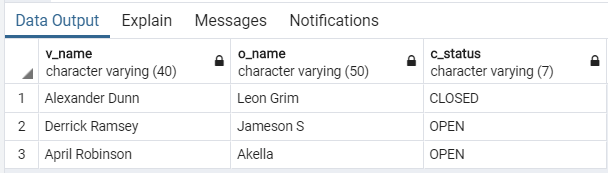 Data Output Explain Messages Notifications
v_name o_name c_status
character varying (40) character varying (50) character varying (7)
1 Alexander Dunn Leon Grim CLOSED
2 Derrick Ramsey Jameson S OPEN
3 April Robinson Akella OPEN